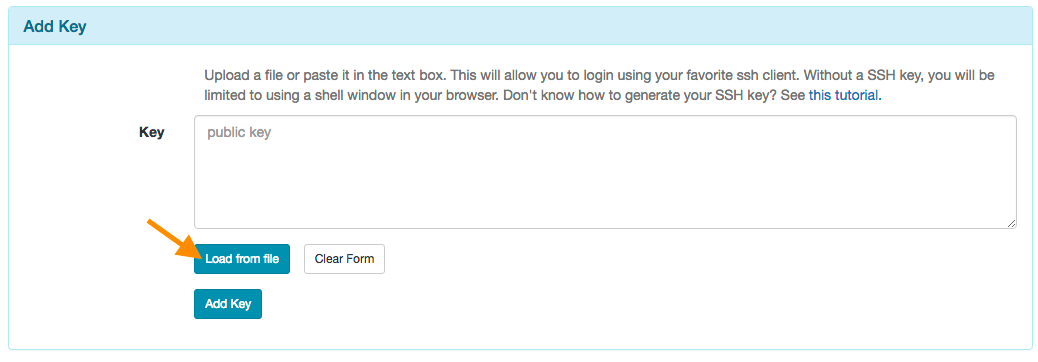 Add Key
Upload a file or paste it in the text box. This will allow you to login using your favorite ssh client. Without a SSH key, you will be
limited to using a shell window in your browser. Don't know how to generate your SSH key? See this tutorial.
Key
public key
Load from file
Clear Form
Add Key